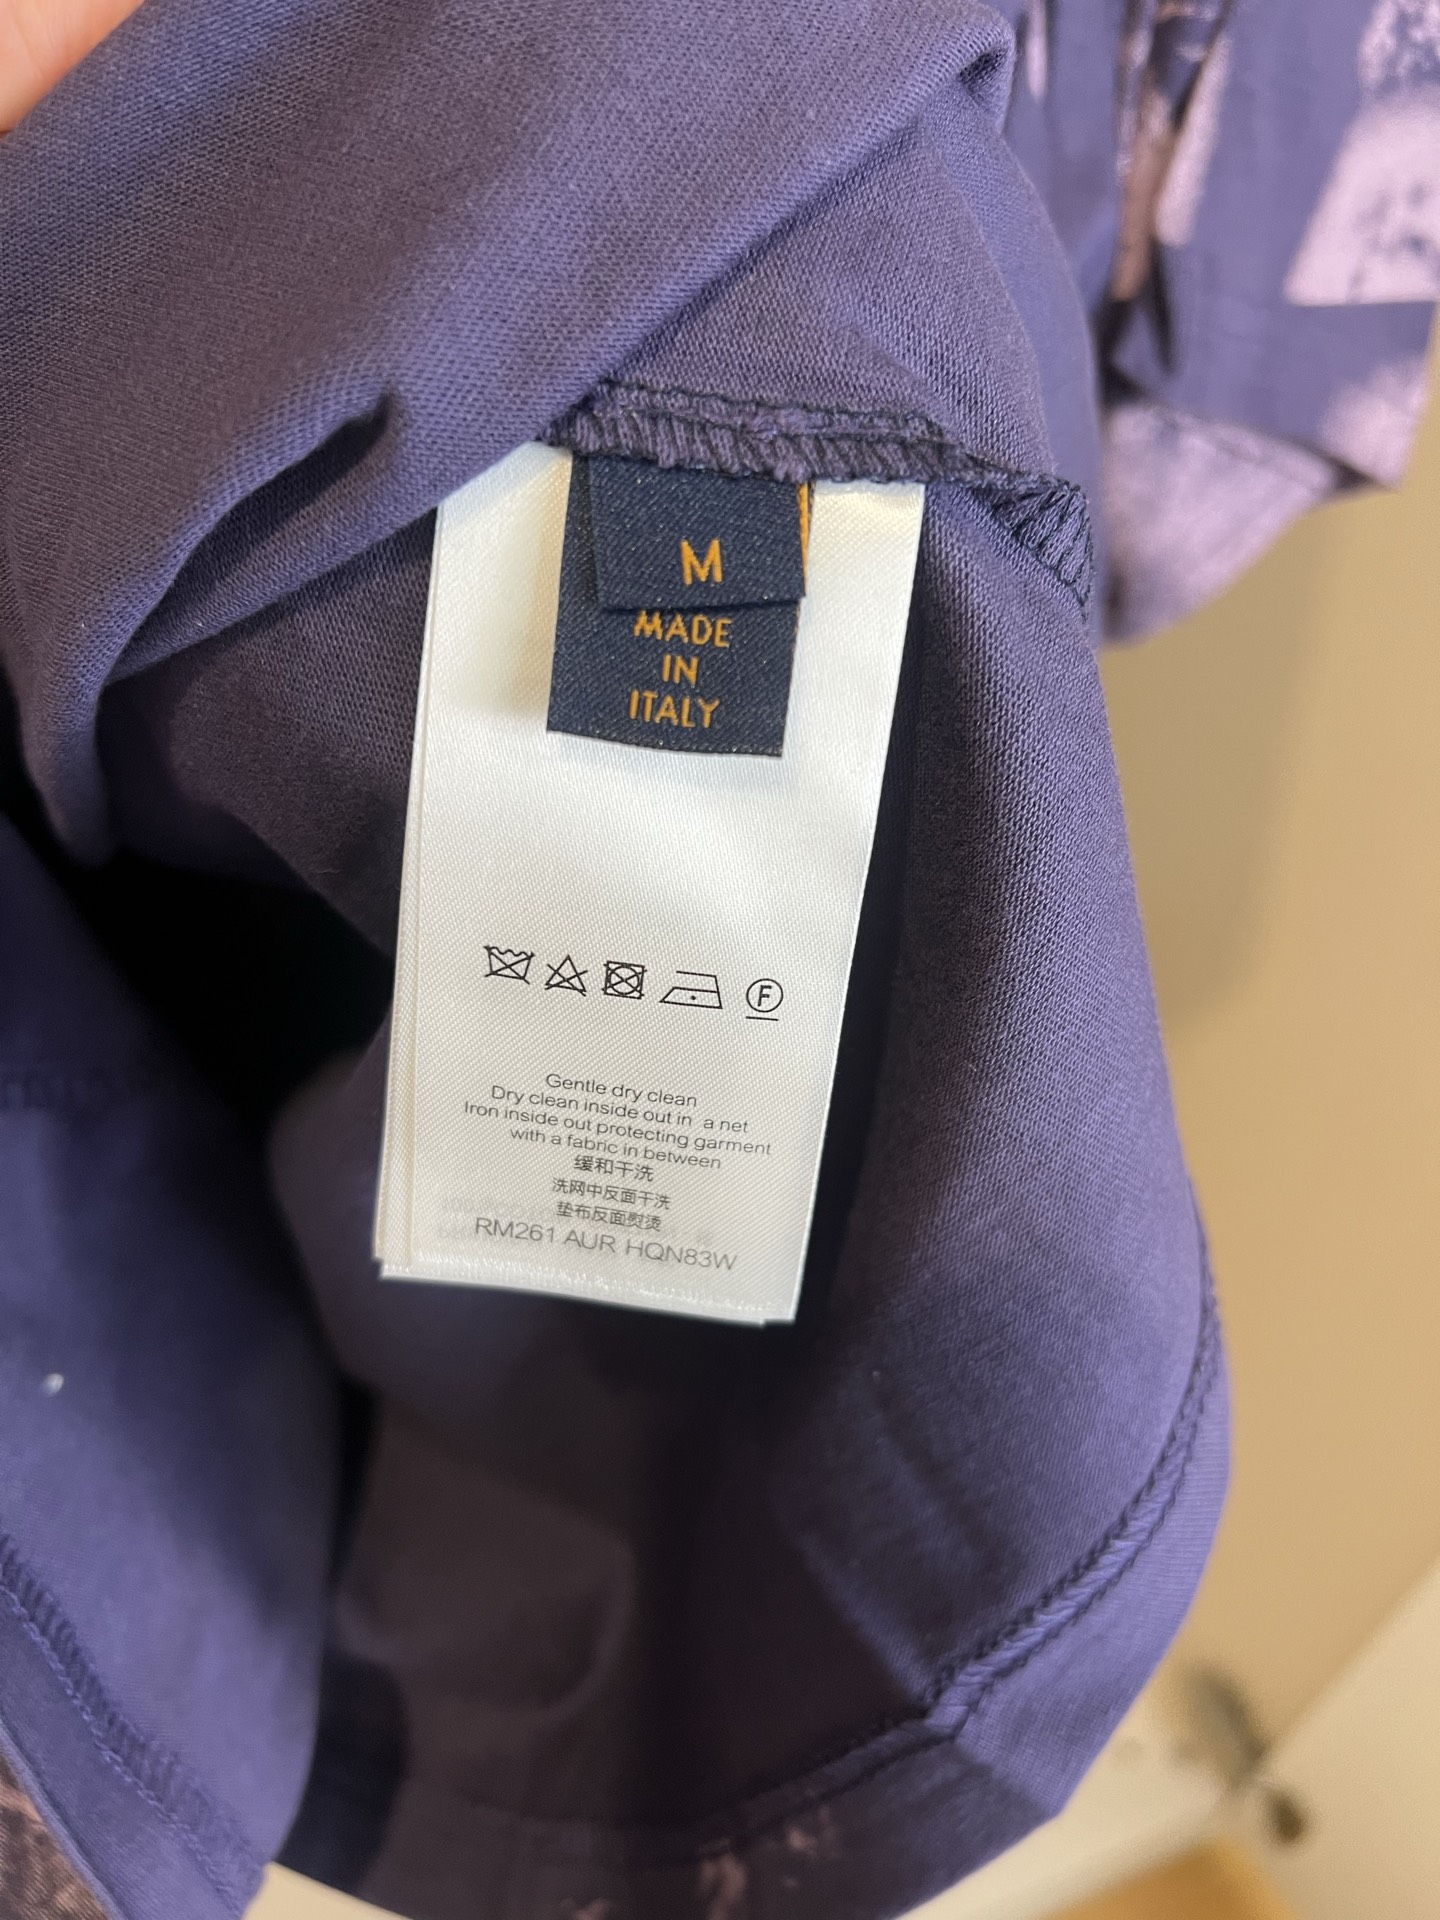 M
MADE
IN
ITALY
F
Gentle dry clean
Dry clean inside out in a net
Iron inside out protecting garment
with a fabric in between
缓和干洗
洗网中反面干洗
垫布反面熨烫
RM261 AUR HQN83W